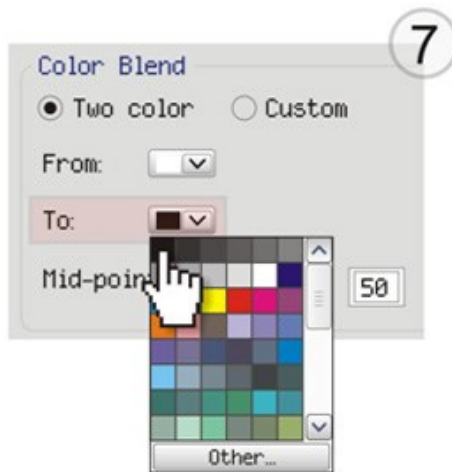 7
Color Blend
Two color Custom
From:
To:
Mid-poin 50
Other...